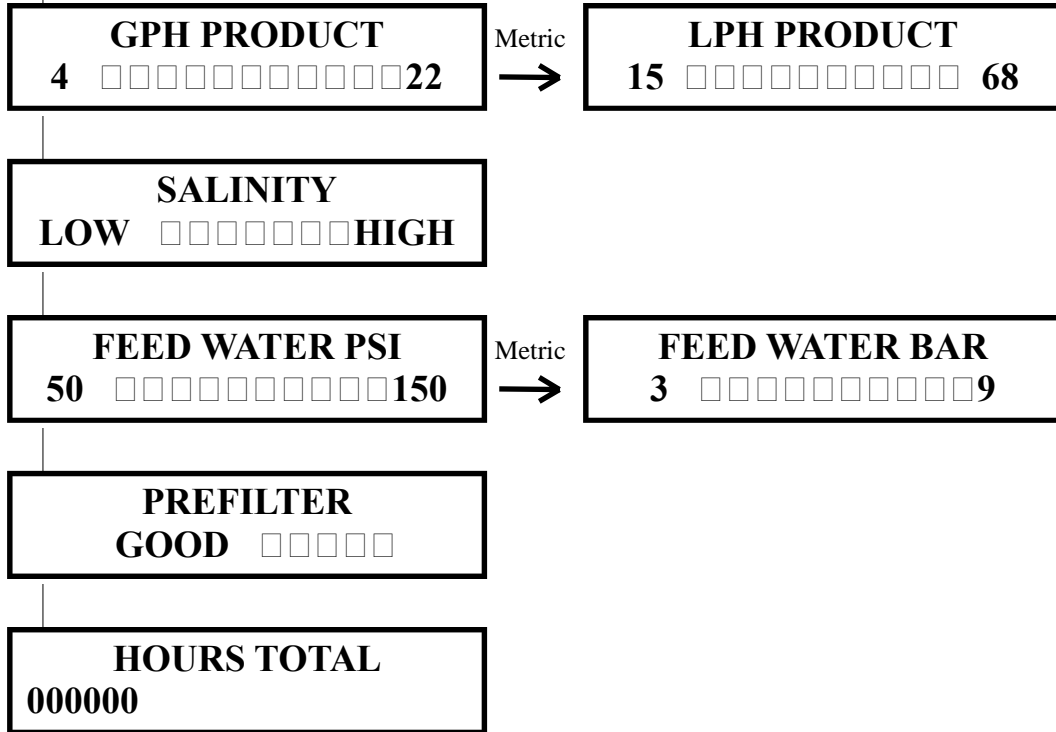 GPH PRODUCT
4 □□□□□□□□□□□22
Metric
LPH PRODUCT
15 □□□□□□□□□□ 68
SALINITY
LOW □□□□□□□HIGH
FEED WATER PSI
50 □□□□□□□□□□150
Metric
FEED WATER BAR
3 □□□□□□□□□□9
PREFILTER
GOOD □□□□□
HOURS TOTAL
000000